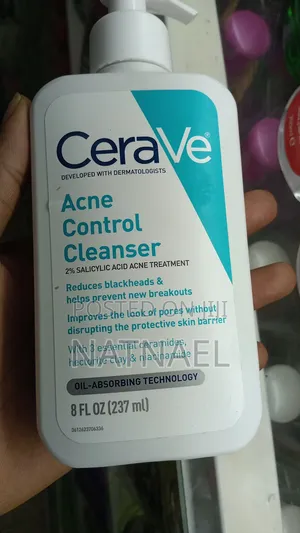 CeraVe
DEVELOPED WITH DERMATOLOGISTS
Acne
Control
Cleanser
2% SALICYLIC ACID ACNE TREATMENT
Reduces blackheads &
helps prevent new breakouts
Improves the look of pores without
disrupting the protective skin barrier
POSTED ON JIJI
With 3 essential ceramides,
hectorite clay & niacinamide
NATNAEL
OIL-ABSORBING TECHNOLOGY
8 FL OZ (237 ml)